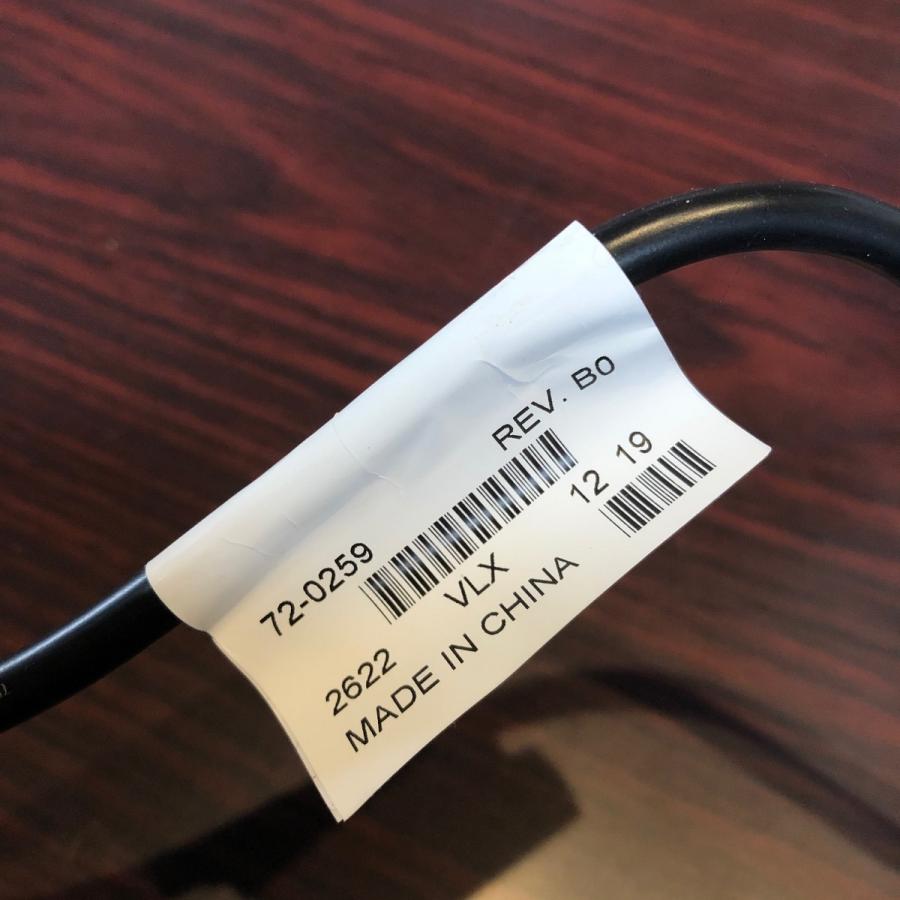 72-0259 REV. B0
2622 VLX 12 19
MADE IN CHINA